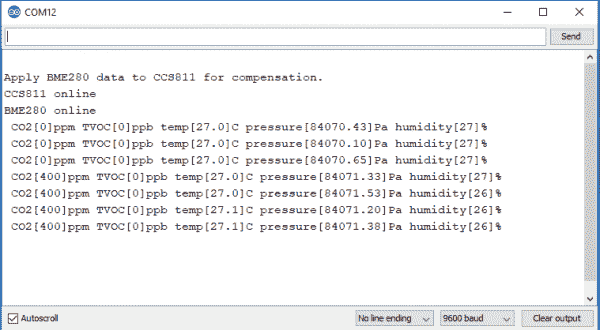 COM12
Send
Apply BME280 data to CCS811 for compensation.
CCS811 online
BME280 online
CO2[0]ppm TVOC[0]ppb temp[27.0]C pressure[84070.43]Pa humidity[27]%
CO2[0]ppm TVOC[0]ppb temp[27.0]C pressure[84070.10]Pa humidity[27]%
CO2[0]ppm TVOC[0]ppb temp[27.0]C pressure[84070.65]Pa humidity[27]%
CO2[400]ppm TVOC[0]ppb temp[27.0]C pressure[84071.33]Pa humidity[27]%
CO2[400]ppm TVOC[0]ppb temp[27.0]C pressure[84071.53]Pa humidity[26]%
CO2[400]ppm TVOC[0]ppb temp[27.1]C pressure[84071.20]Pa humidity[26]%
CO2[400]ppm TVOC[0]ppb temp[27.1]C pressure[84071.38]Pa humidity[26]%
Autoscroll No line ending 9600 baud Clear output